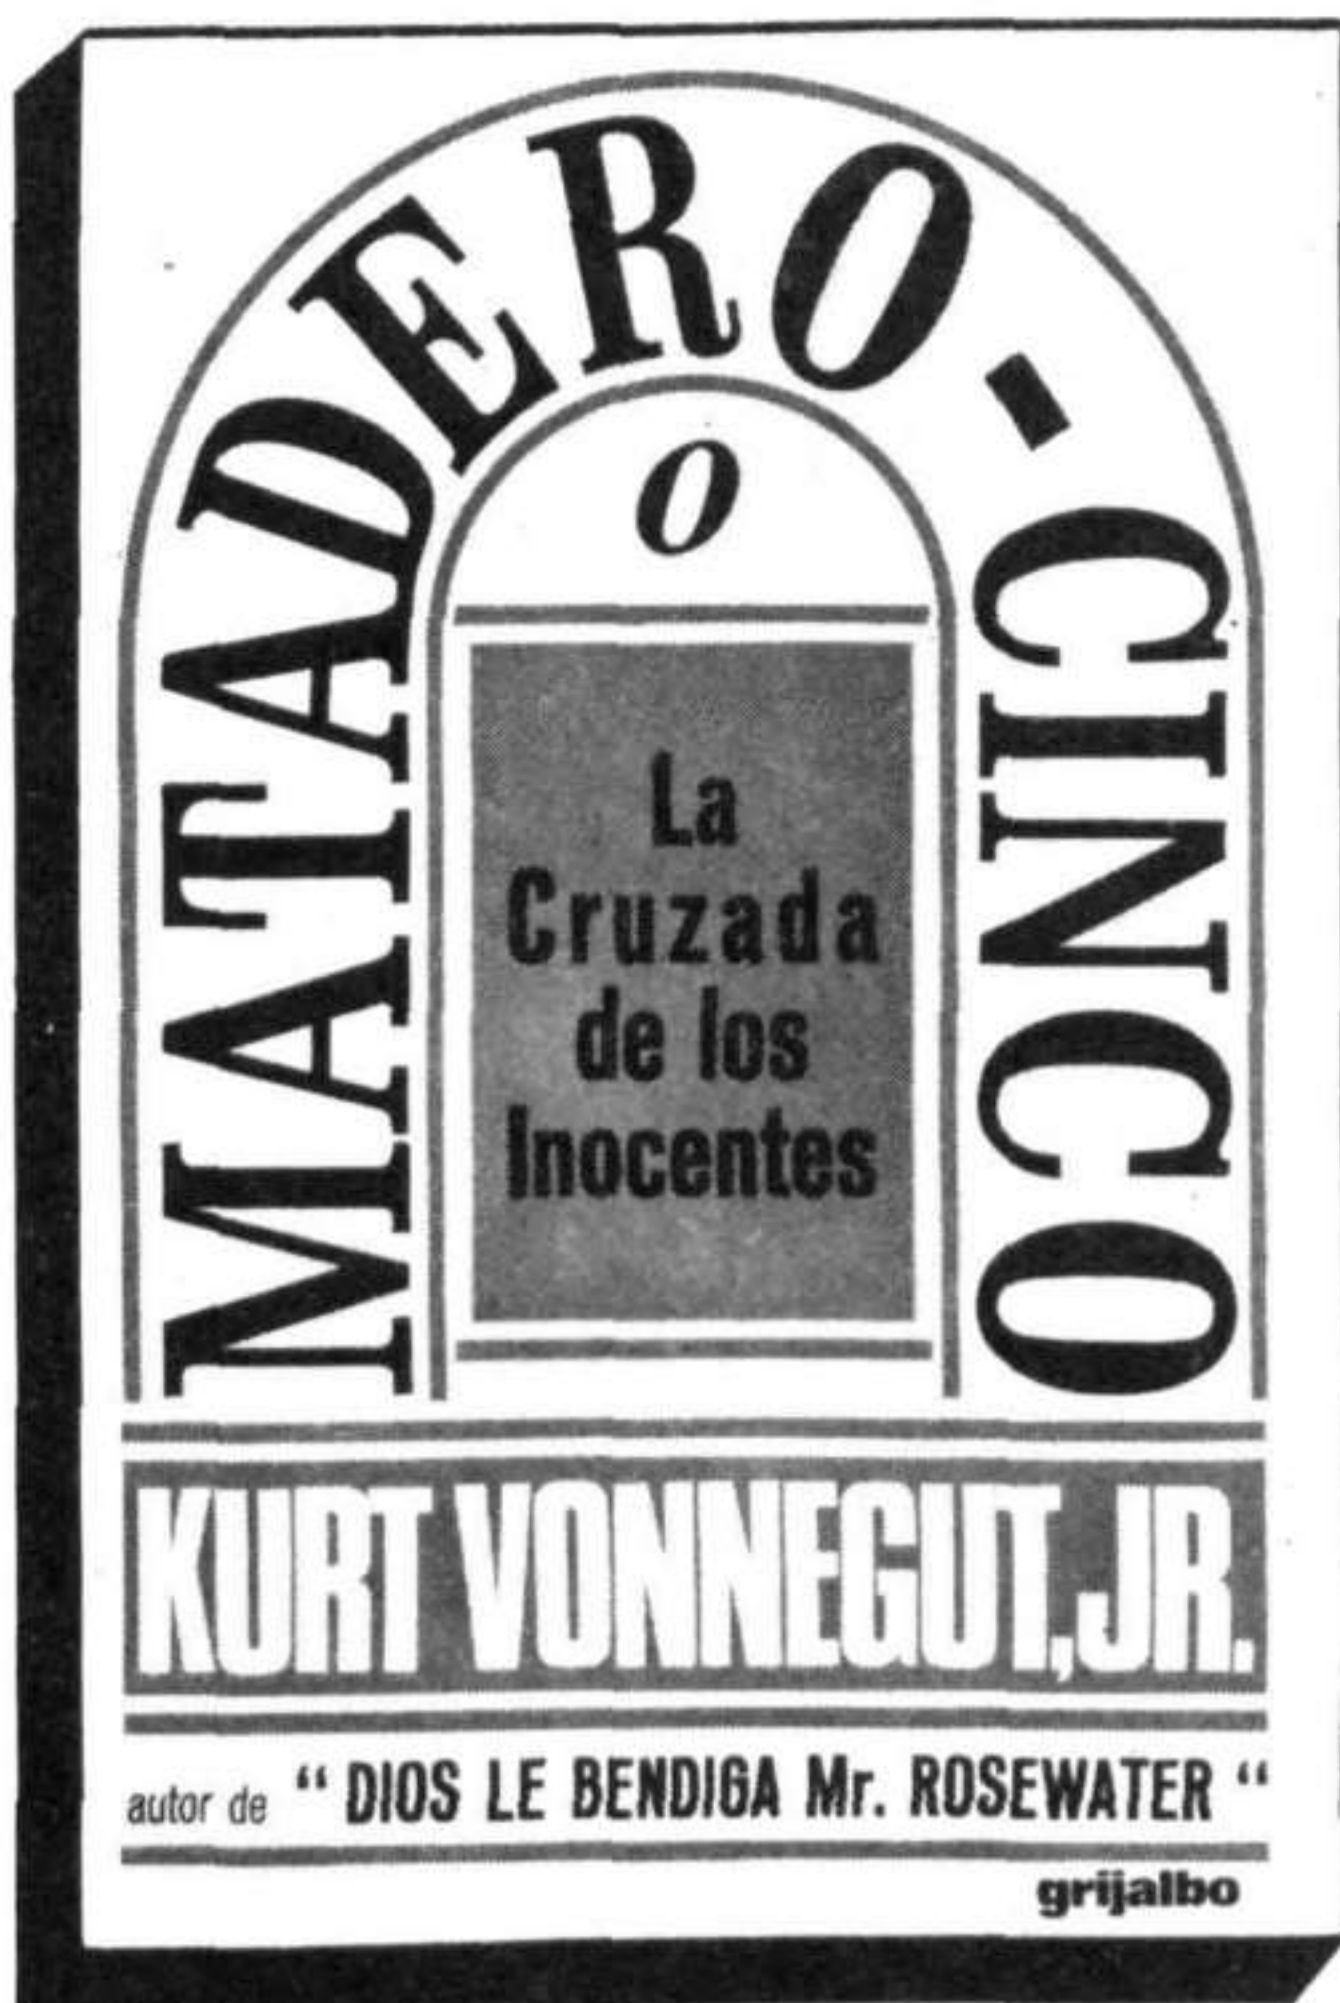 MATADERO-CINCO
o
La
Cruzada
de los
Inocentes
KURT VONNEGUT, JR.
autor de “ DIOS LE BENDIGA Mr. ROSEWATER “
grijalbo